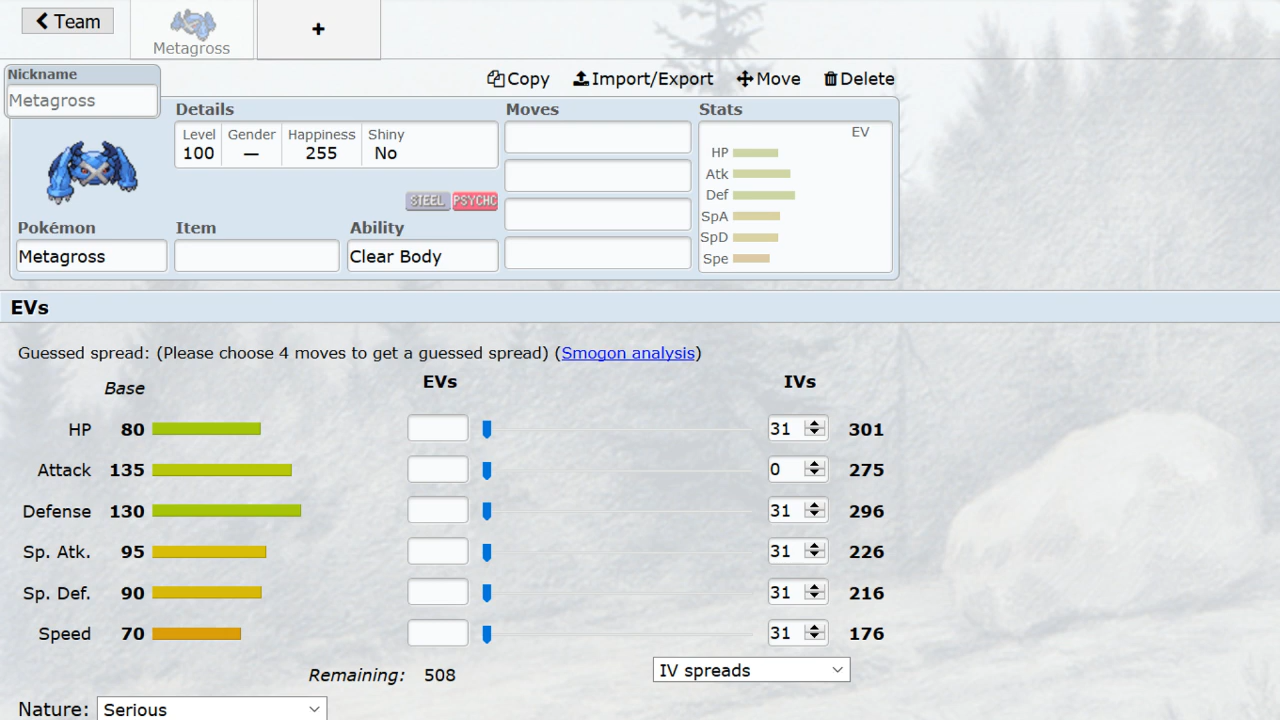 Team
Metagross
+
Nickname
Metagross
Copy Import/Export Move Delete
Details
Level Gender Happiness Shiny
100 — 255 No
STEEL PSYCHC
Pokémon Item Ability
Metagross Clear Body
Moves
Stats
EV
HP
Atk
Def
SpA
SpD
Spe
EVs
Guessed spread: (Please choose 4 moves to get a guessed spread) (Smogon analysis)
Base EVs IVs
HP 80 31 301
Attack 135 0 275
Defense 130 31 296
Sp. Atk. 95 31 226
Sp. Def. 90 31 216
Speed 70 31 176
Remaining: 508 IV spreads
Nature: Serious